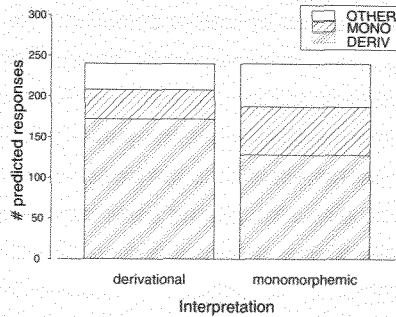 300
250
200
150
100
50
0
# predicted responses
OTHER
MONO
DERIV
derivational monomorphemic
Interpretation